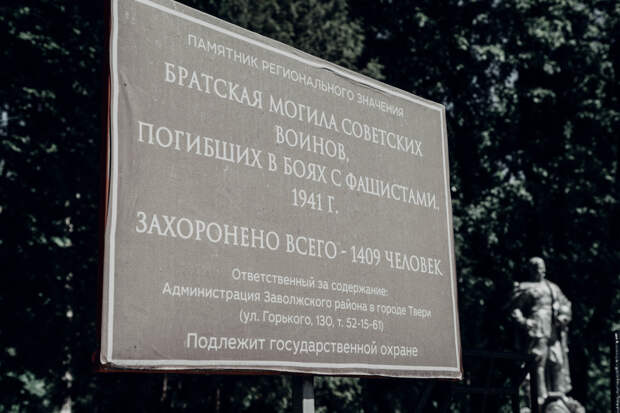 ПАМЯТНИК РЕГИОНАЛЬНОГО ЗНАЧЕНИЯ
БРАТСКАЯ МОГИЛА СОВЕТСКИХ
ВОИНОВ,
ПОГИБШИХ В БОЯХ С ФАШИСТАМИ.
1941 Г.
ЗАХОРОНЕНО ВСЕГО - 1409 ЧЕЛОВЕК
Ответственный за содержание:
Администрация Заволжского района в городе Твери
(ул. Горького, 130, т. 52-15-61)
Подлежит государственной охране